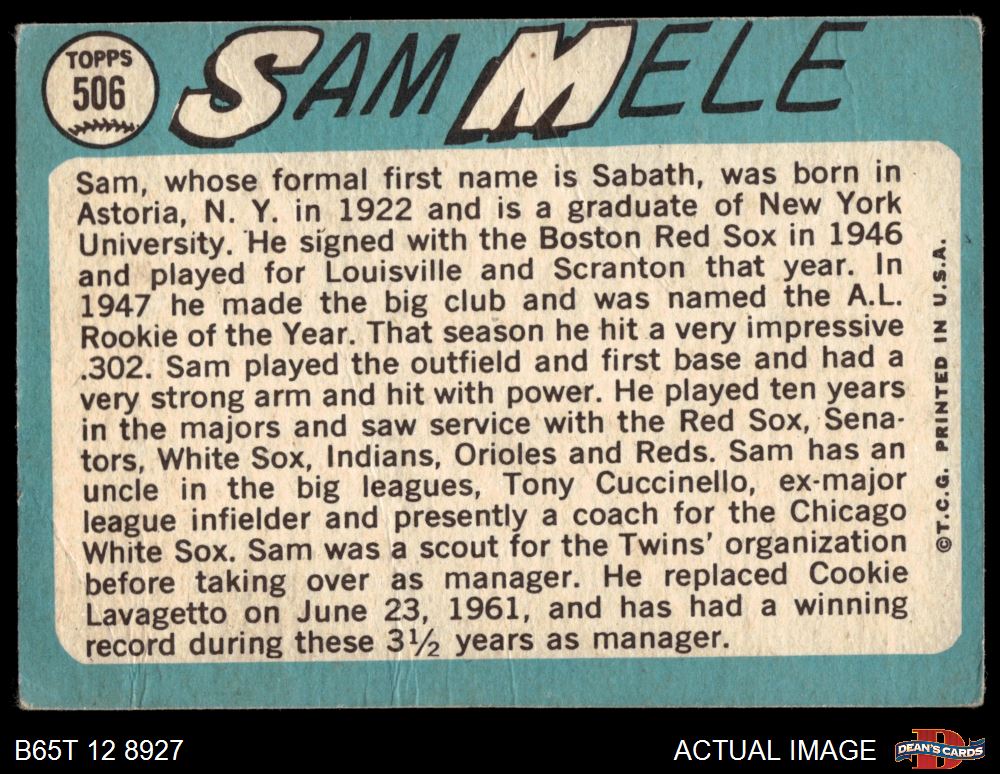 TOPPS
506
SAM MELE
Sam, whose formal first name is Sabath, was born in
Astoria, N. Y. in 1922 and is a graduate of New York
University. He signed with the Boston Red Sox in 1946
and played for Louisville and Scranton that year. In
1947 he made the big club and was named the A.L.
Rookie of the Year. That season he hit a very impressive
.302. Sam played the outfield and first base and had a
very strong arm and hit with power. He played ten years
in the majors and saw service with the Red Sox, Sena-
tors, White Sox, Indians, Orioles and Reds. Sam has an
uncle in the big leagues, Tony Cuccinello, ex-major
league infielder and presently a coach for the Chicago
White Sox. Sam was a scout for the Twins' organization
before taking over as manager. He replaced Cookie
Lavagetto on June 23, 1961, and has had a winning
record during these 3½ years as manager.
©T.C.G. PRINTED IN U.S.A.
B65T 12 8927
ACTUAL IMAGE
D
DEAN'S CARDS